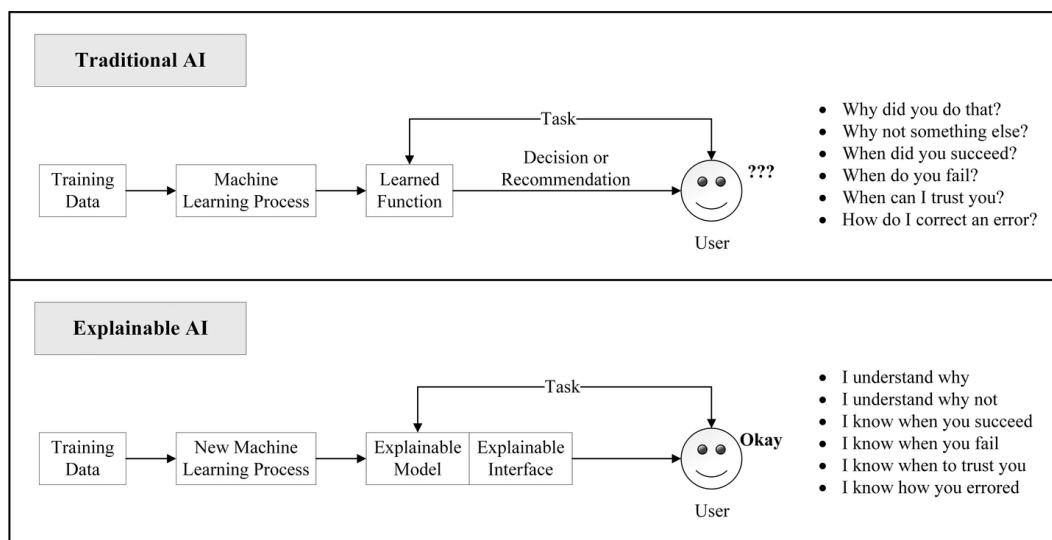 Traditional AI
Training
Data
Machine
Learning Process
Learned
Function
Task
Decision or
Recommendation
???
User
• Why did you do that?
• Why not something else?
• When did you succeed?
• When do you fail?
• When can I trust you?
• How do I correct an error?
Explainable AI
Training
Data
New Machine
Learning Process
Explainable
Model
Explainable
Interface
Task
Okay
User
• I understand why
• I understand why not
• I know when you succeed
• I know when you fail
• I know when to trust you
• I know how you errored